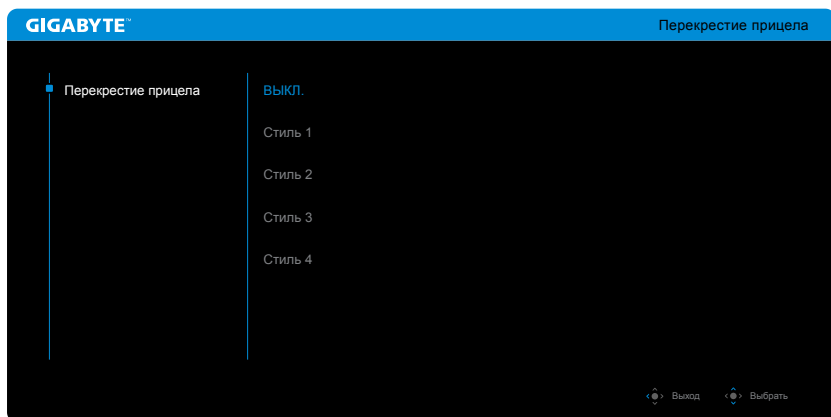 GIGABYTE™
Перекрестие прицела
Перекрестие прицела
ВЫКЛ.
Стиль 1
Стиль 2
Стиль 3
Стиль 4
Выход
Выбрать